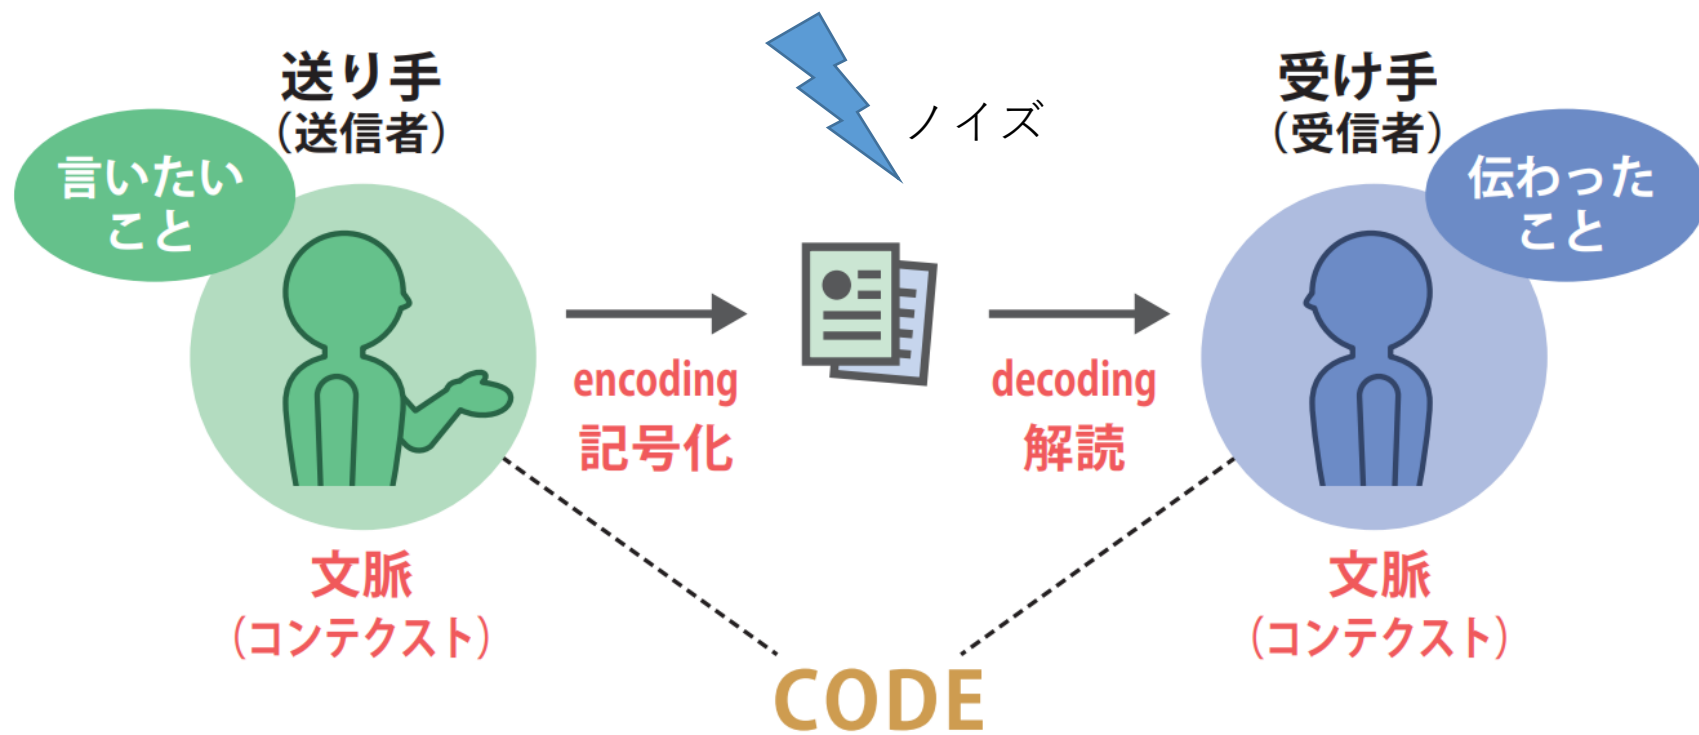 送り手
（送信者）
言いたい
こと
ノイズ
受け手
（受信者）
伝わった
こと
encoding
記号化
decoding
解読
文脈
（コンテクスト）
文脈
（コンテクスト）
CODE